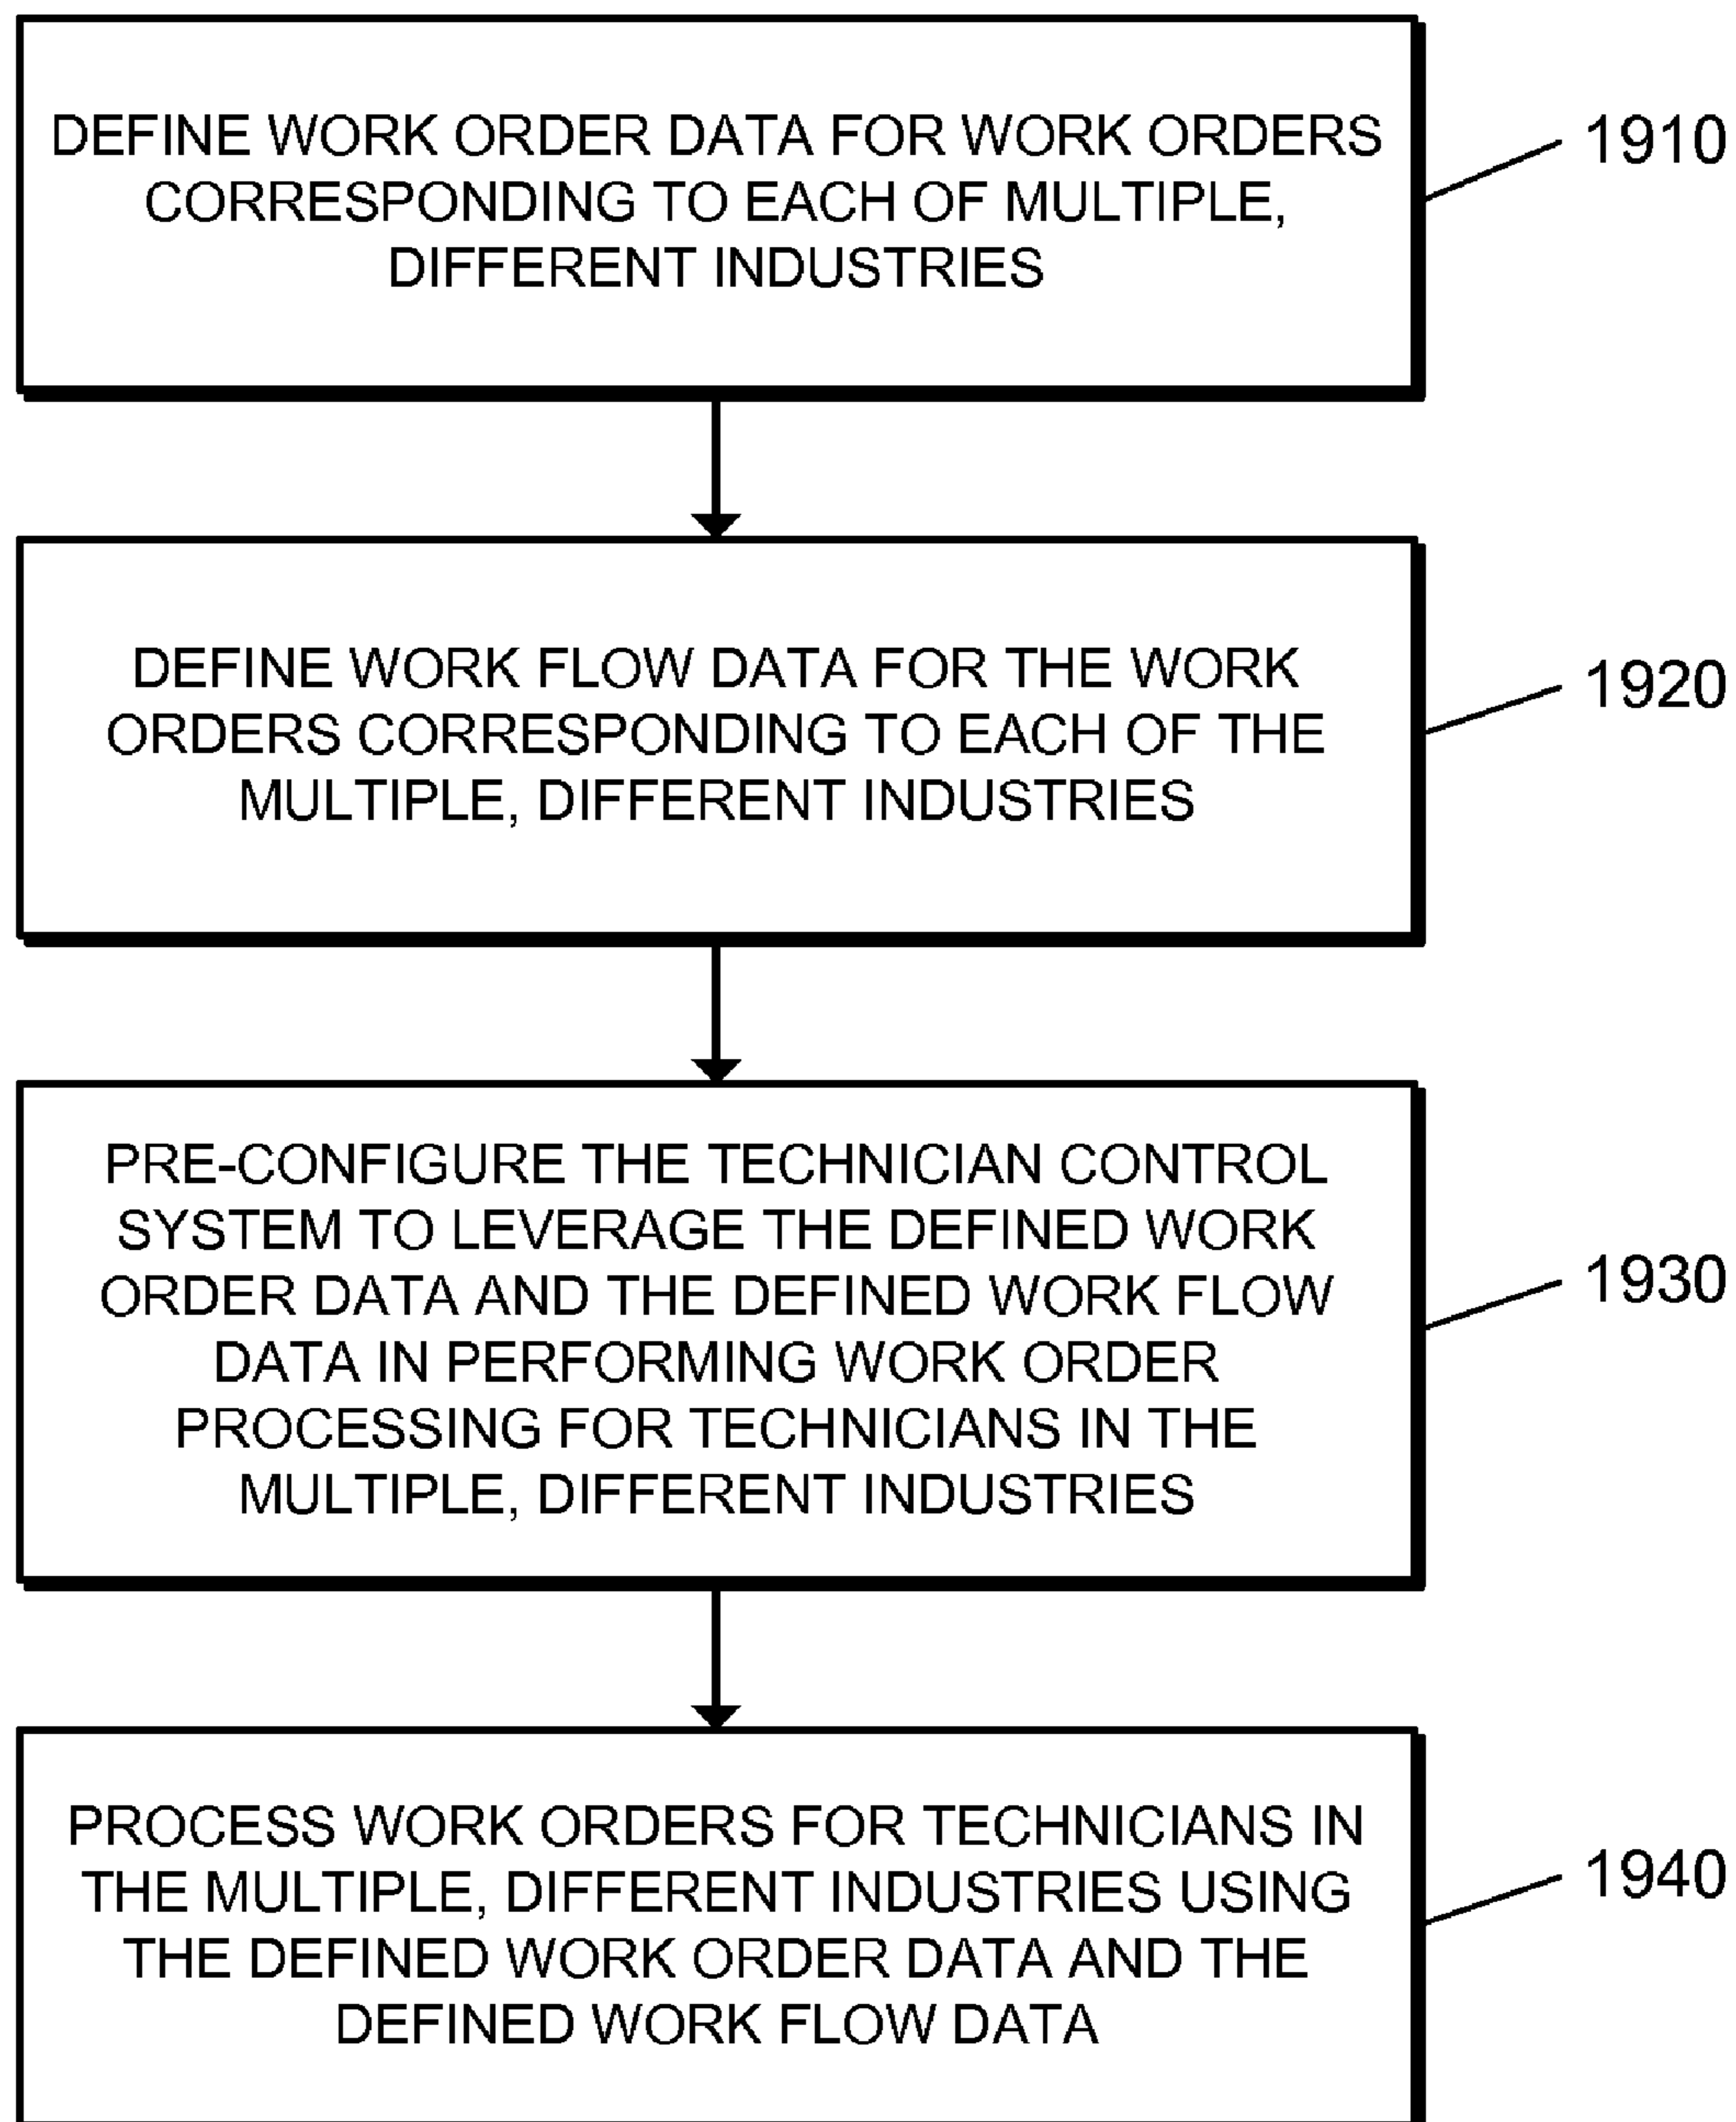 DEFINE WORK ORDER DATA FOR WORK ORDERS
CORRESPONDING TO EACH OF MULTIPLE,
DIFFERENT INDUSTRIES
1910
DEFINE WORK FLOW DATA FOR THE WORK
ORDERS CORRESPONDING TO EACH OF THE
MULTIPLE, DIFFERENT INDUSTRIES
1920
PRE-CONFIGURE THE TECHNICIAN CONTROL
SYSTEM TO LEVERAGE THE DEFINED WORK
ORDER DATA AND THE DEFINED WORK FLOW
DATA IN PERFORMING WORK ORDER
PROCESSING FOR TECHNICIANS IN THE
MULTIPLE, DIFFERENT INDUSTRIES
1930
PROCESS WORK ORDERS FOR TECHNICIANS IN
THE MULTIPLE, DIFFERENT INDUSTRIES USING
THE DEFINED WORK ORDER DATA AND THE
DEFINED WORK FLOW DATA
1940